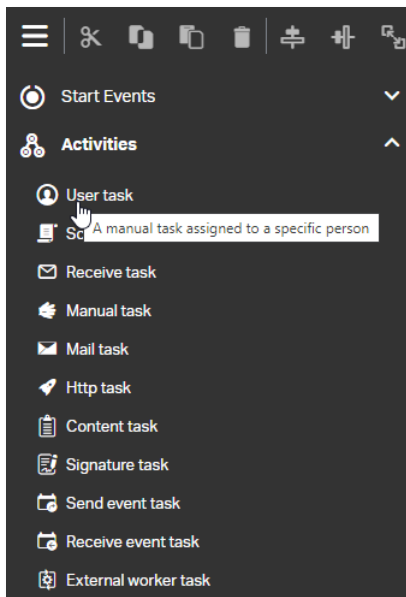 Start Events
Activities
User task
A manual task assigned to a specific person
Receive task
Manual task
Mail task
Http task
Content task
Signature task
Send event task
Receive event task
External worker task